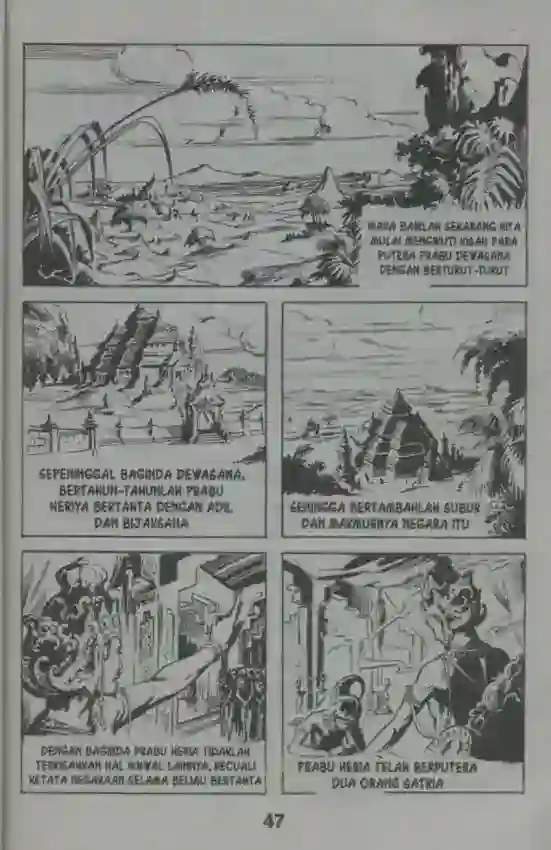 MAKA BAIKLAH SEKARANG KITA
MULAI MENGIKUTI KISAH PARA
PUTERA PRABU DEWASANA
DENGAN BERTURUT-TURUT
SEPENINGGAL BAGINDA DEWASANA,
BERTAHUN-TAHUNLAH PRABU
HERIYA BERTAHTA DENGAN ADIL
DAN BIJAKSANA
SEHINGGA BERTAMBAHLAH SUBUR
DAN MAKMURNYA NEGARA ITU
DENGAN BAGINDA PRABU HERIA TIDAKLAH
TERKISAHKAN HAL IKHWAL LAINNYA, KECUALI
KETATA NEGARAAN SELAMA BELIAU BERTAHTA
PRABU HERIA TELAH BERPUTERA
DUA ORANG SATRIA
47